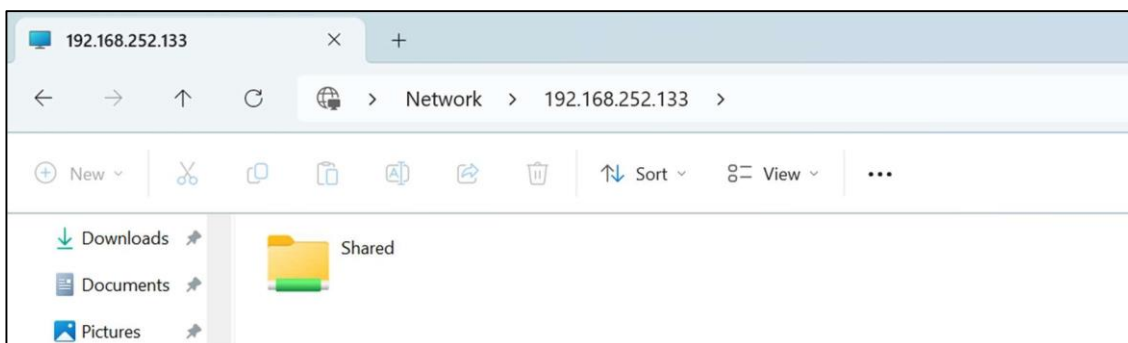 192.168.252.133
Network > 192.168.252.133 >
New Sort View
Downloads
Shared
Documents
Pictures